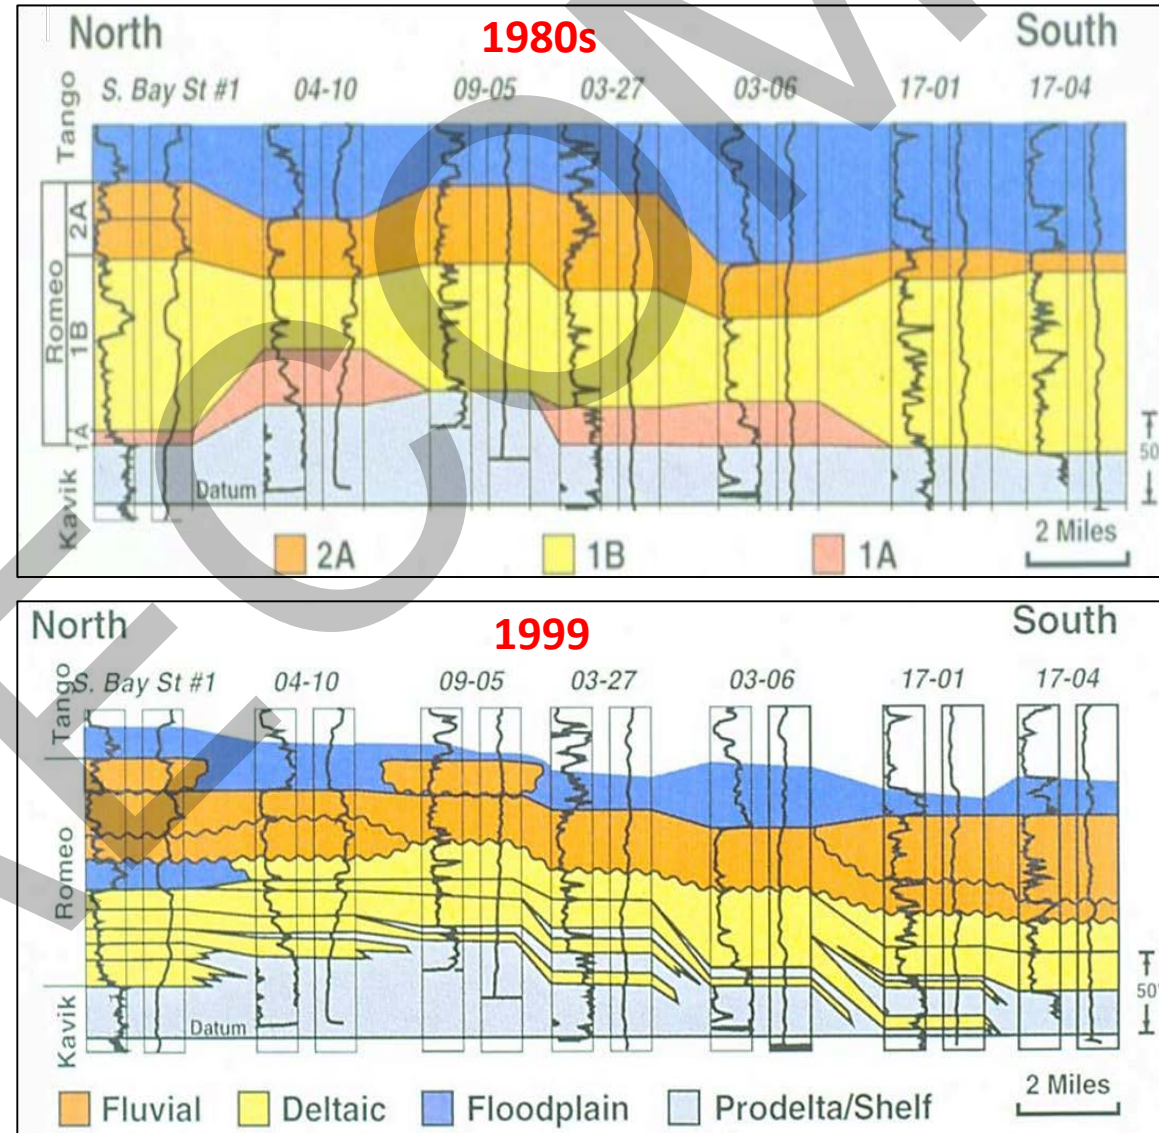 North 1980s South
S. Bay St #1 04-10 09-05 03-27 03-06 17-01 17-04
Tango
Romeo
2A
1B
1A
Kavik
Datum
50
2A 1B 1A
2 Miles
North 1999 South
S. Bay St #1 04-10 09-05 03-27 03-06 17-01 17-04
Tango
Romeo
Kavik
Datum
50'
Fluvial Deltaic Floodplain Prodelta/Shelf
2 Miles